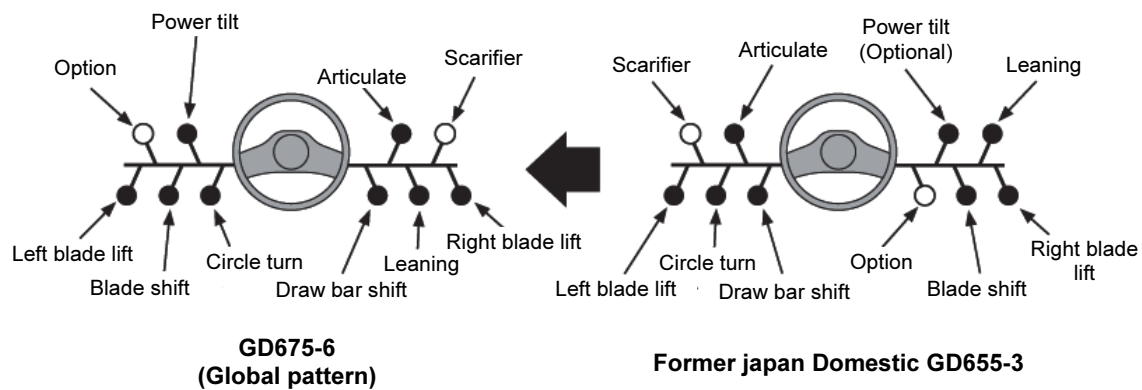 Power tilt
Option
Articulate
Scarifier
Left blade lift
Blade shift
Circle turn
Draw bar shift
Leaning
Right blade lift
GD675-6
(Global pattern)
Scarifier
Articulate
Power tilt
(Optional)
Leaning
Left blade lift
Circle turn
Draw bar shift
Option
Blade shift
Right blade
lift
Former japan Domestic GD655-3